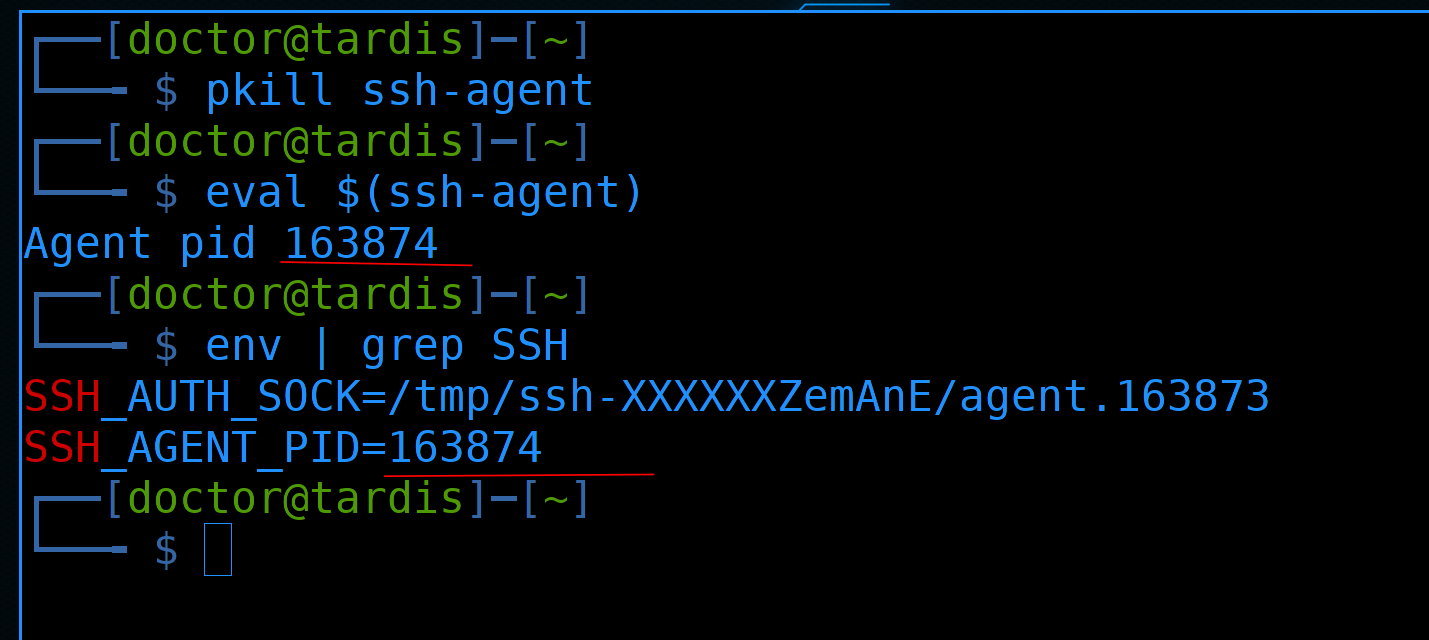 ┌──[doctor@tardis]─[~]
└──╼ $ pkill ssh-agent
┌──[doctor@tardis]─[~]
└──╼ $ eval $(ssh-agent)
Agent pid 163874
┌──[doctor@tardis]─[~]
└──╼ $ env | grep SSH
SSH_AUTH_SOCK=/tmp/ssh-XXXXXXZemAnE/agent.163873
SSH_AGENT_PID=163874
┌──[doctor@tardis]─[~]
└──╼ $